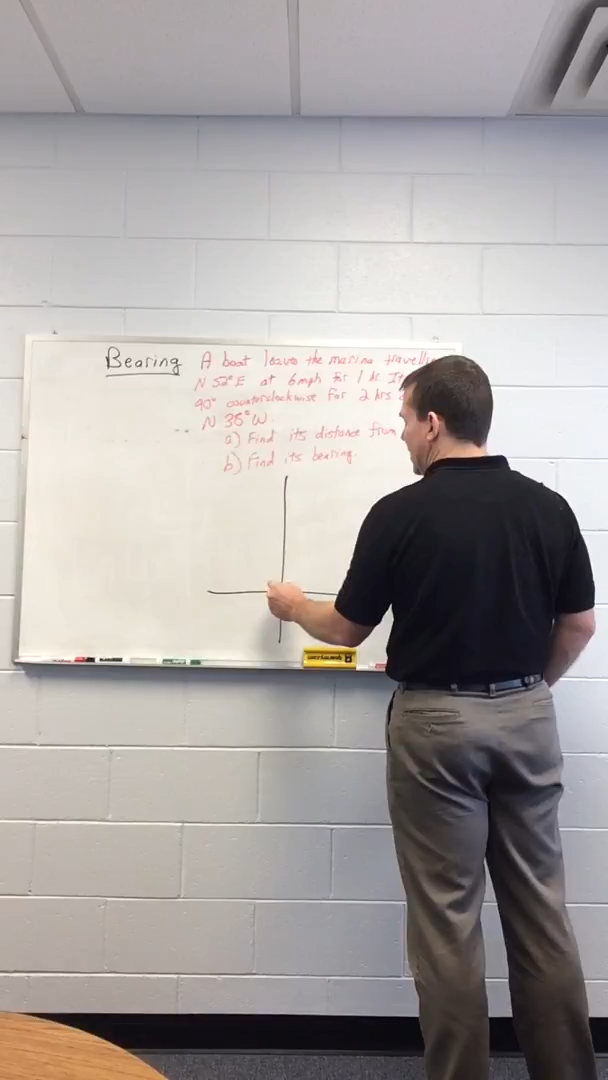 Bearing A boat leaves the marina travelling
N 52°E at 6mph for 1 hr. It
90° counterclockwise for 2 hrs
N 38°W.
a) Find its distance from
b) Find its bearing.